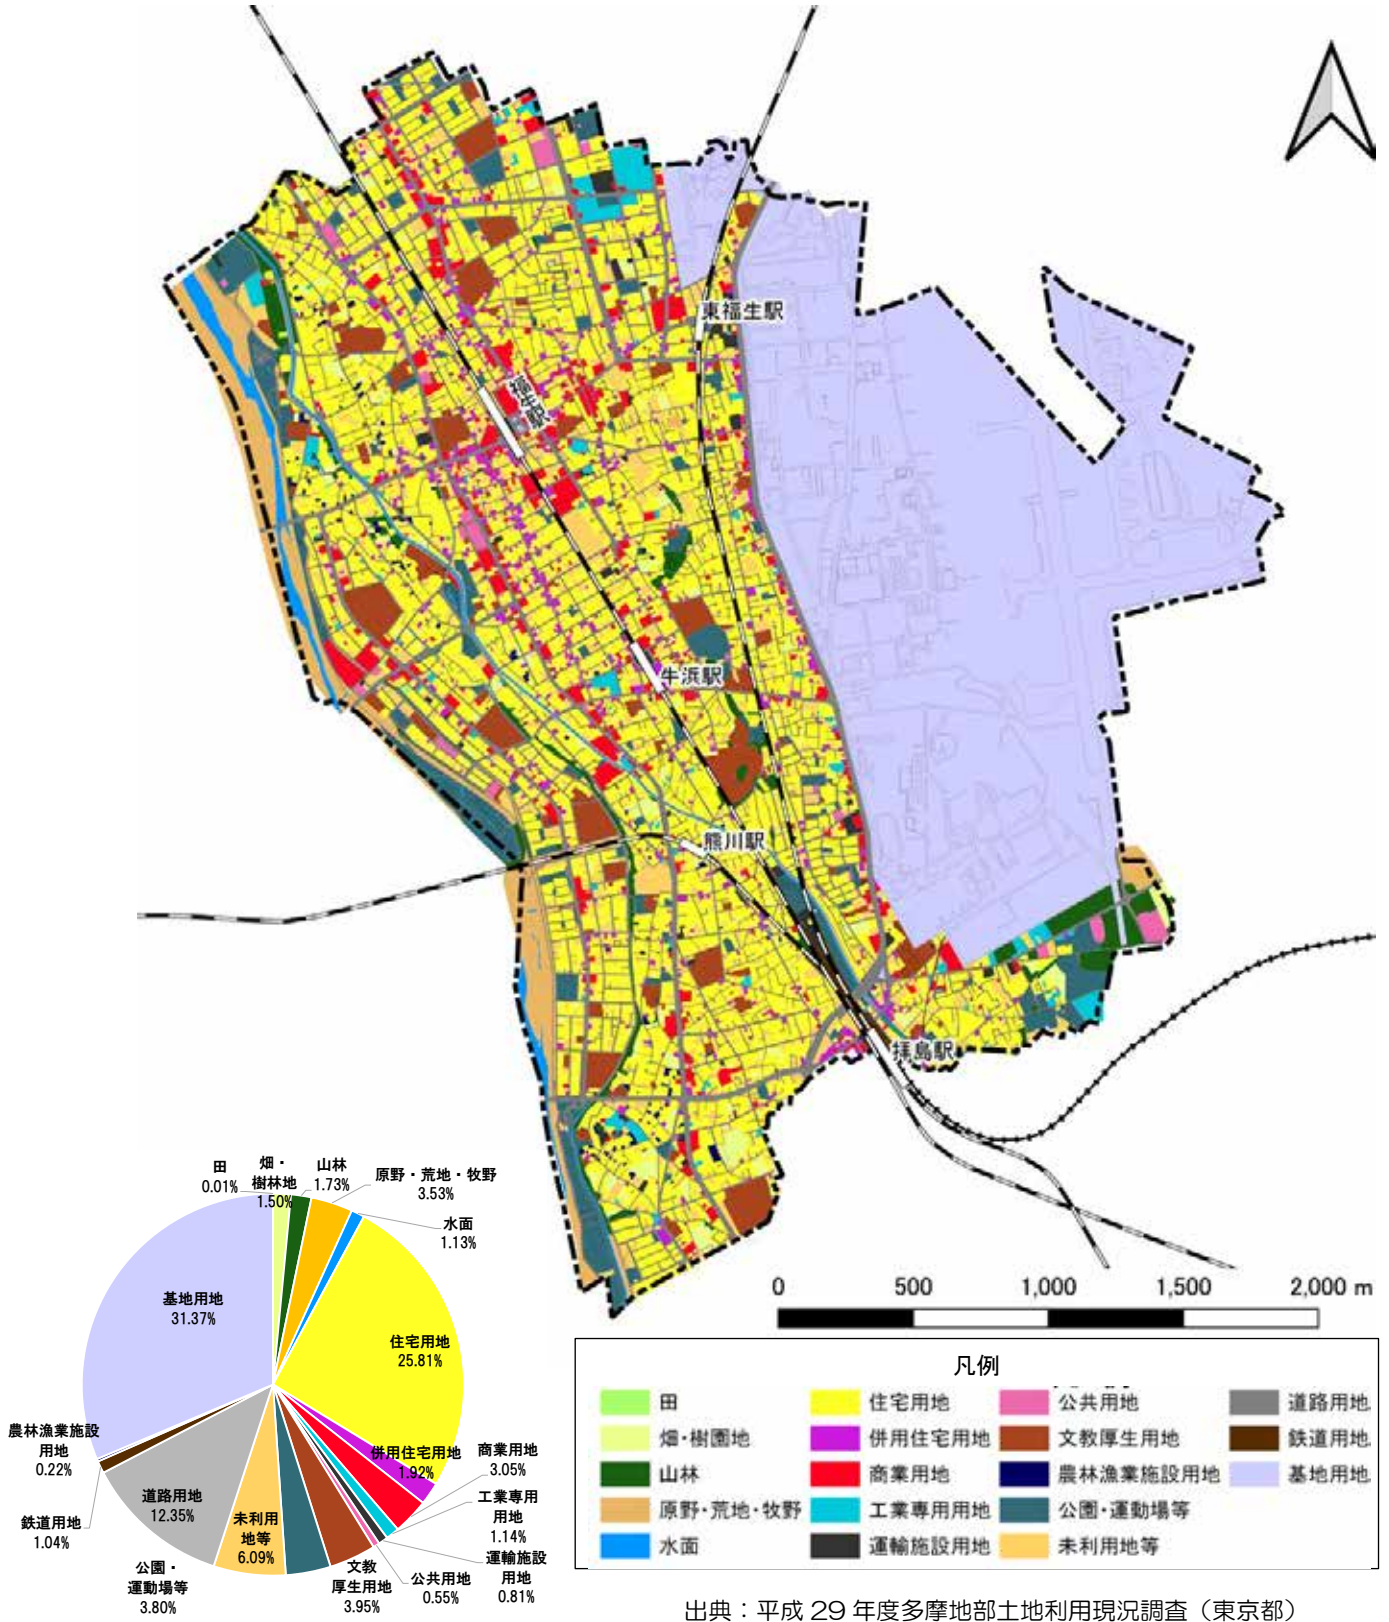 東福生駅
福生駅
牛浜駅
熊川駅
拝島駅
0 500 1,000 1,500 2,000 m
田
0.01%
畑・
樹林地
1.50%
山林
1.73%
原野・荒地・牧野
3.53%
水面
1.13%
住宅用地
25.81%
併用住宅用地
1.92%
商業用地
3.05%
工業専用
用地
1.14%
運輸施設
用地
0.81%
公共用地
0.55%
文教
厚生用地
3.95%
公園・
運動場等
3.80%
未利用
地等
6.09%
道路用地
12.35%
鉄道用地
1.04%
農林漁業施設
用地
0.22%
基地用地
31.37%
凡例
田
畑・樹園地
山林
原野・荒地・牧野
水面
住宅用地
併用住宅用地
商業用地
工業専用用地
運輸施設用地
公共用地
文教厚生用地
農林漁業施設用地
公園・運動場等
未利用地等
道路用地
鉄道用地
基地用地
出典：平成 29 年度多摩地部土地利用現況調査（東京都）